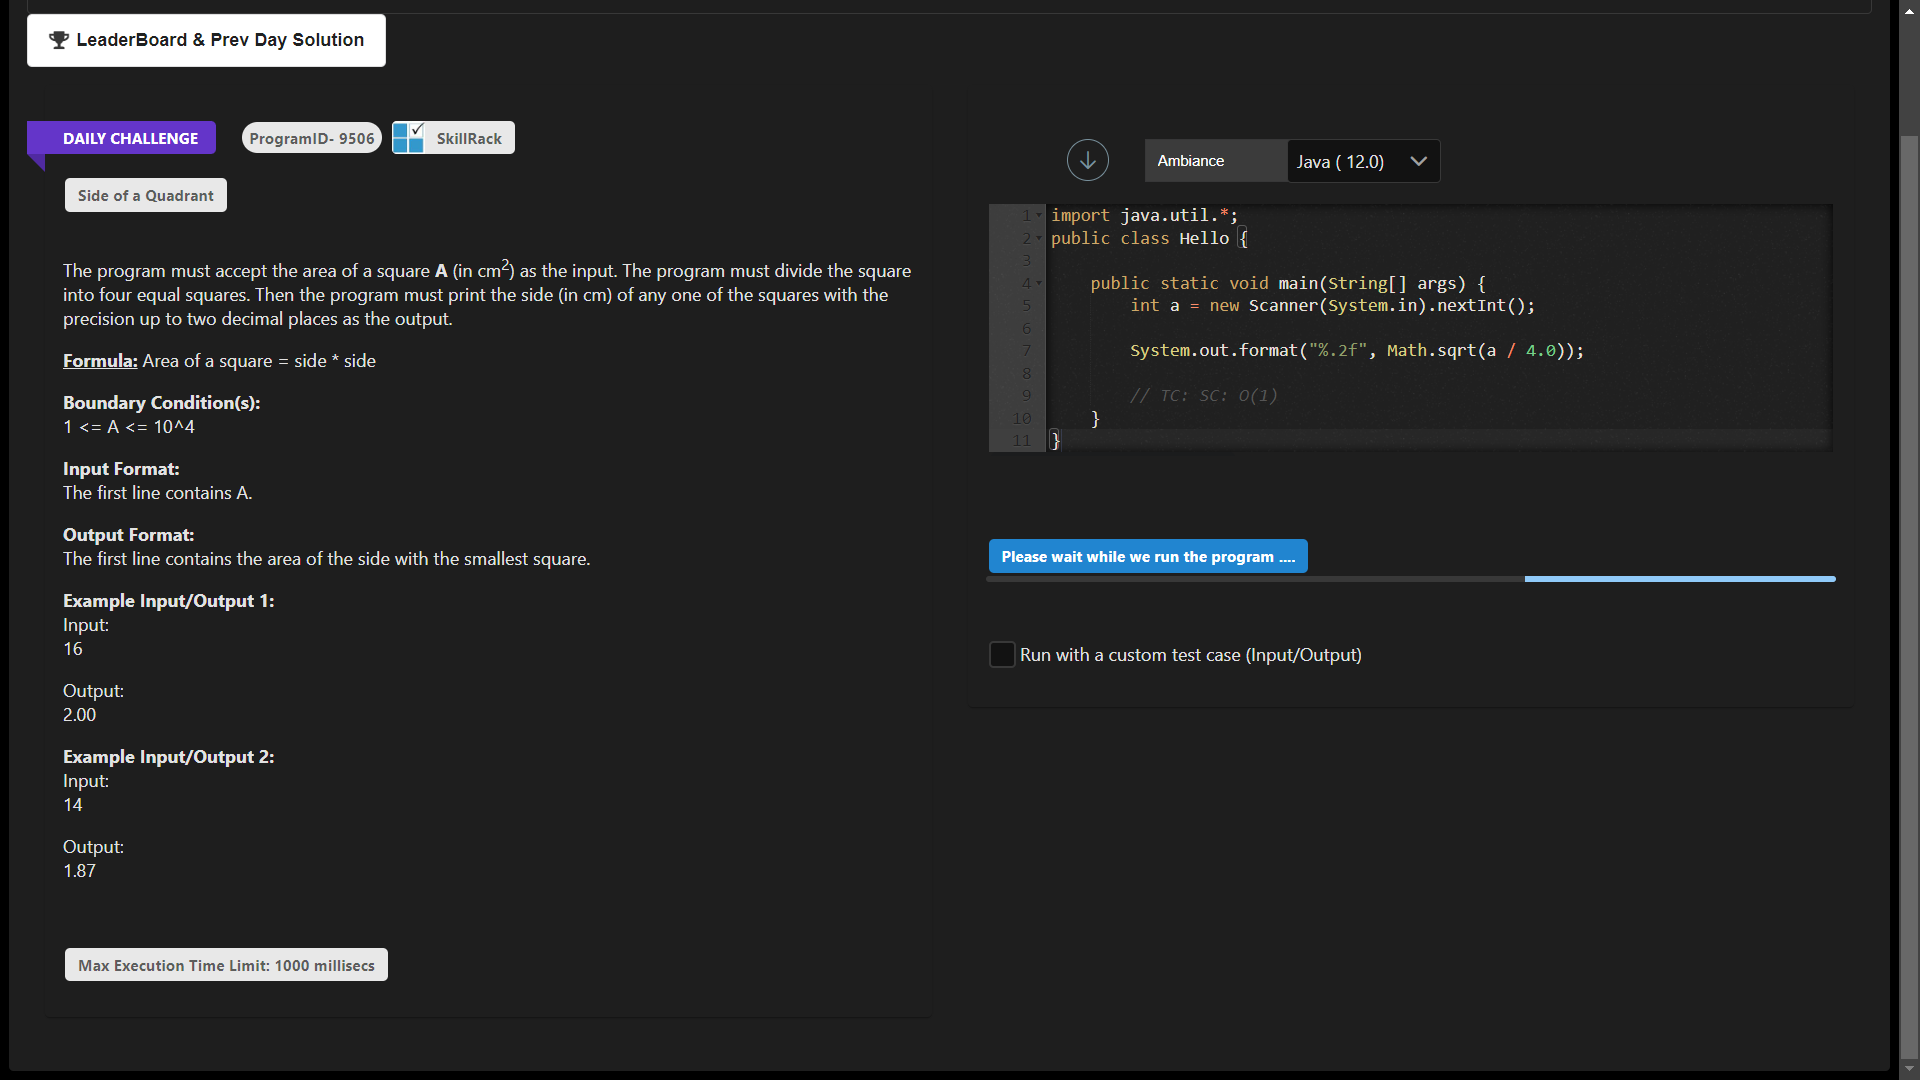 LeaderBoard & Prev Day Solution
DAILY CHALLENGE
ProgramID- 9506
SkillRack
Side of a Quadrant
The program must accept the area of a square A (in cm²) as the input. The program must divide the square
into four equal squares. Then the program must print the side (in cm) of any one of the squares with the
precision up to two decimal places as the output.
Formula: Area of a square = side * side
Boundary Condition(s):
1 <= A <= 10^4
Input Format:
The first line contains A.
Output Format:
The first line contains the area of the side with the smallest square.
Example Input/Output 1:
Input:
16
Output:
2.00
Example Input/Output 2:
Input:
14
Output:
1.87
Max Execution Time Limit: 1000 millisecs
Ambiance
Java ( 12.0)
1 import java.util.*;
2 public class Hello {
3
4     public static void main(String[] args) {
5         int a = new Scanner(System.in).nextInt();
6
7         System.out.format("%.2f", Math.sqrt(a / 4.0));
8
9         // TC: SC: O(1)
10     }
11 }
Please wait while we run the program ....
Run with a custom test case (Input/Output)